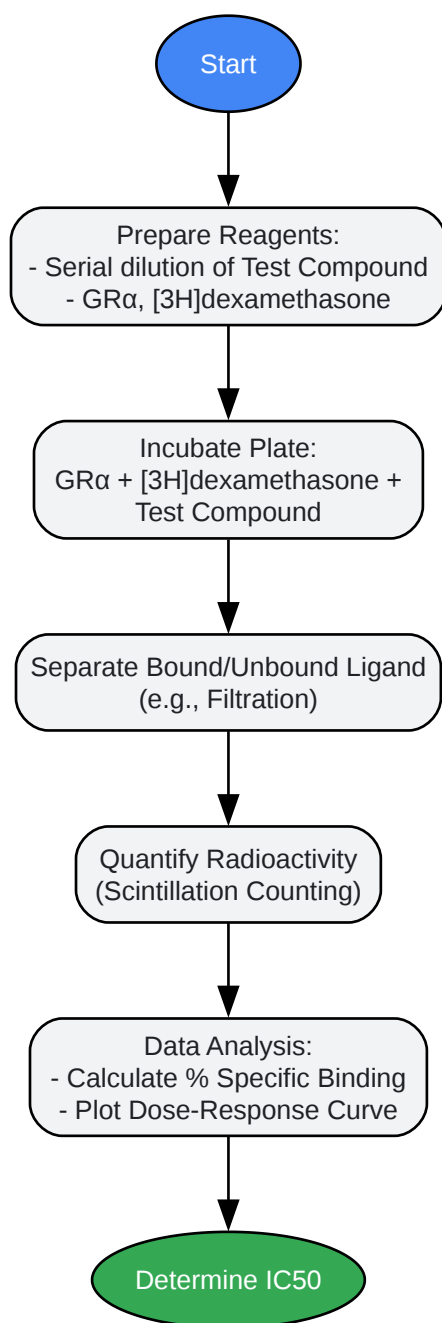 Start
Prepare Reagents:
- Serial dilution of Test Compound
- GRα, [3H]dexamethasone
Incubate Plate:
GRα + [3H]dexamethasone +
Test Compound
Separate Bound/Unbound Ligand
(e.g., Filtration)
Quantify Radioactivity
(Scintillation Counting)
Data Analysis:
- Calculate % Specific Binding
- Plot Dose-Response Curve
Determine IC50